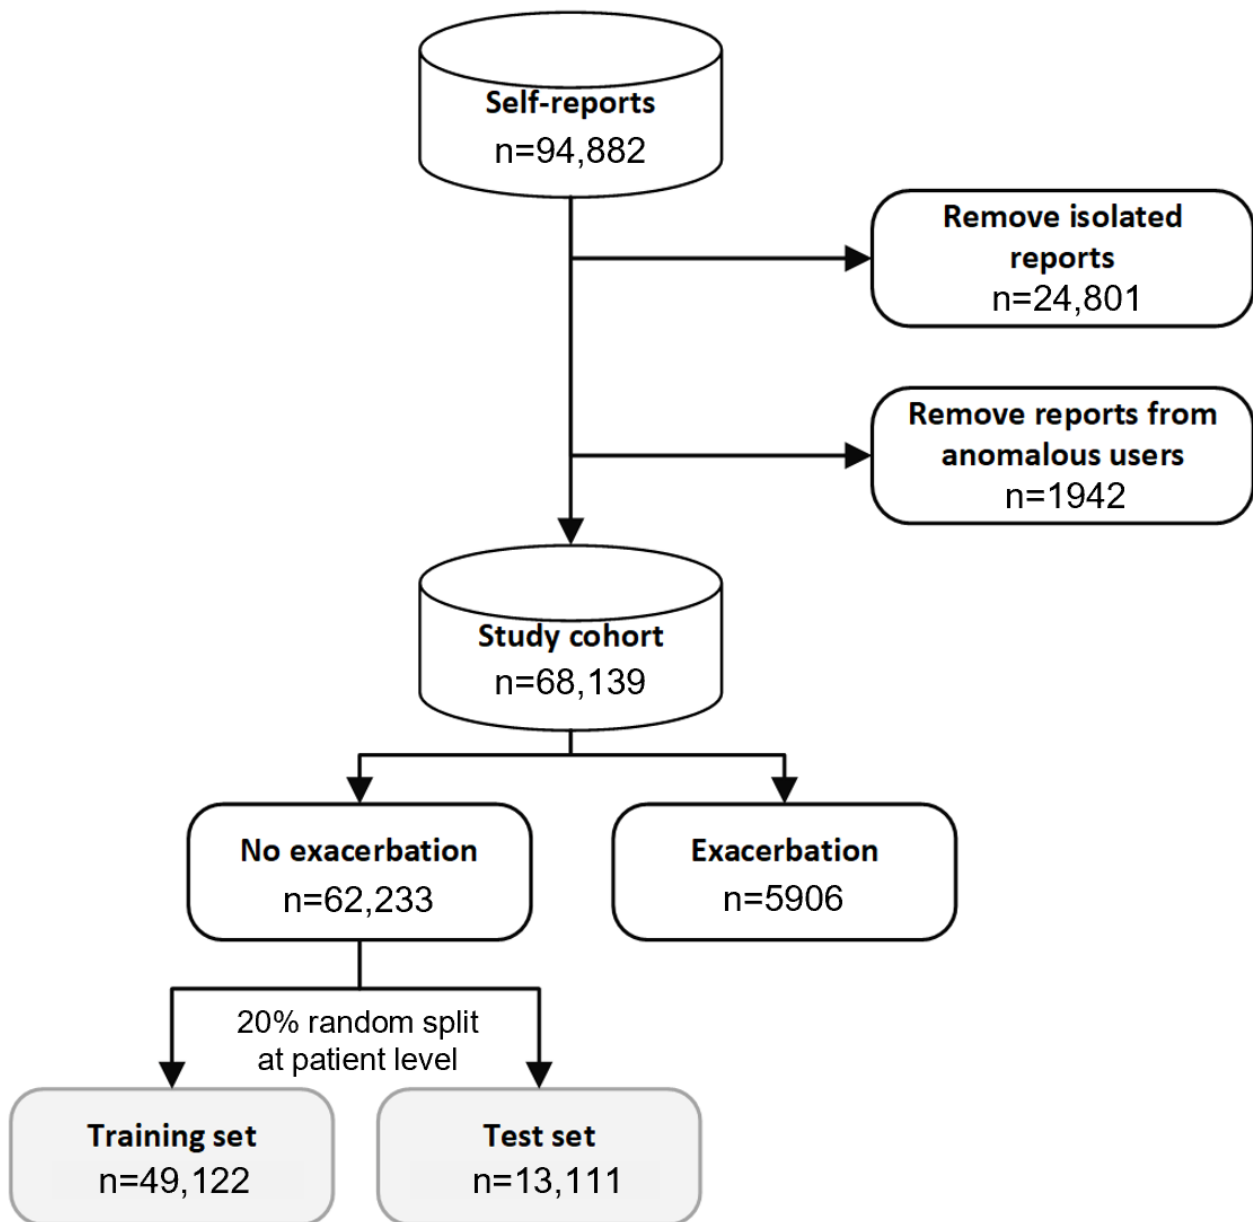 Self-reports
n=94,882
Remove isolated
reports
n=24,801
Remove reports from
anomalous users
n=1942
Study cohort
n=68,139
No exacerbation
n=62,233
Exacerbation
n=5906
20% random split
at patient level
Training set
n=49,122
Test set
n=13,111